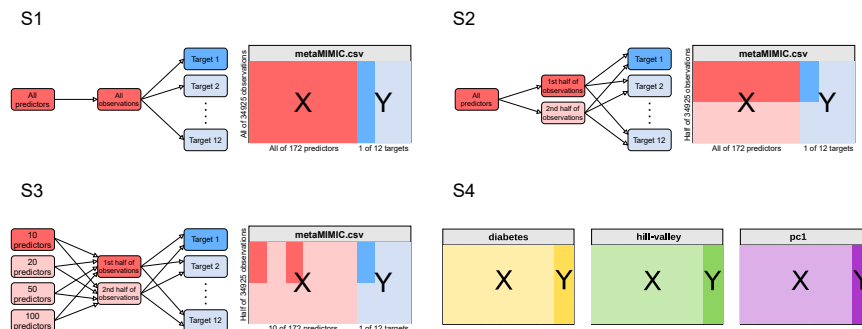 S1
All
predictors
All
observations
Target 1
Target 2
Target 12
metaMIMIC.csv
All of 34925 observations
X
Y
All of 172 predictors
1 of 12 targets
S2
All
predictors
1st half of
observations
2nd half of
observations
Target 1
Target 2
Target 12
metaMIMIC.csv
Half of 34925 observations
X
Y
All of 172 predictors
1 of 12 targets
S3
10
predictors
20
predictors
50
predictors
100
predictors
1st half of
observations
2nd half of
observations
Target 1
Target 2
Target 12
metaMIMIC.csv
Half of 34925 observations
X
Y
10 of 172 predictors
1 of 12 targets
S4
diabetes
X
Y
hill-valley
X
Y
pc1
X
Y